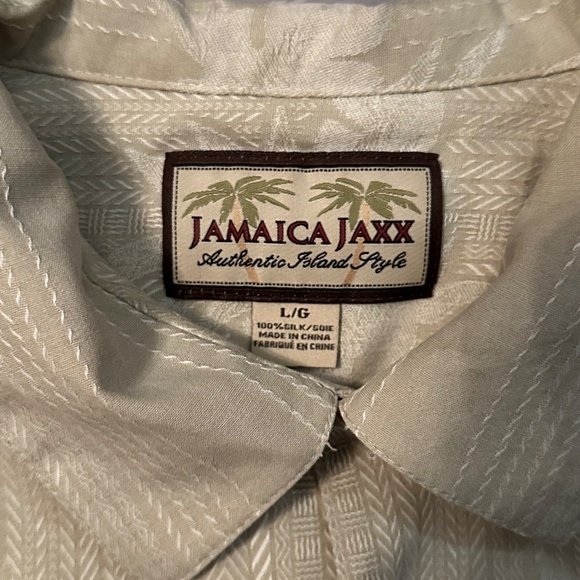 JAMAICA JAXX
Authentic Island Style
L/G
100% SILK/SOIE
MADE IN CHINA
FABRIQUÉ EN CHINE